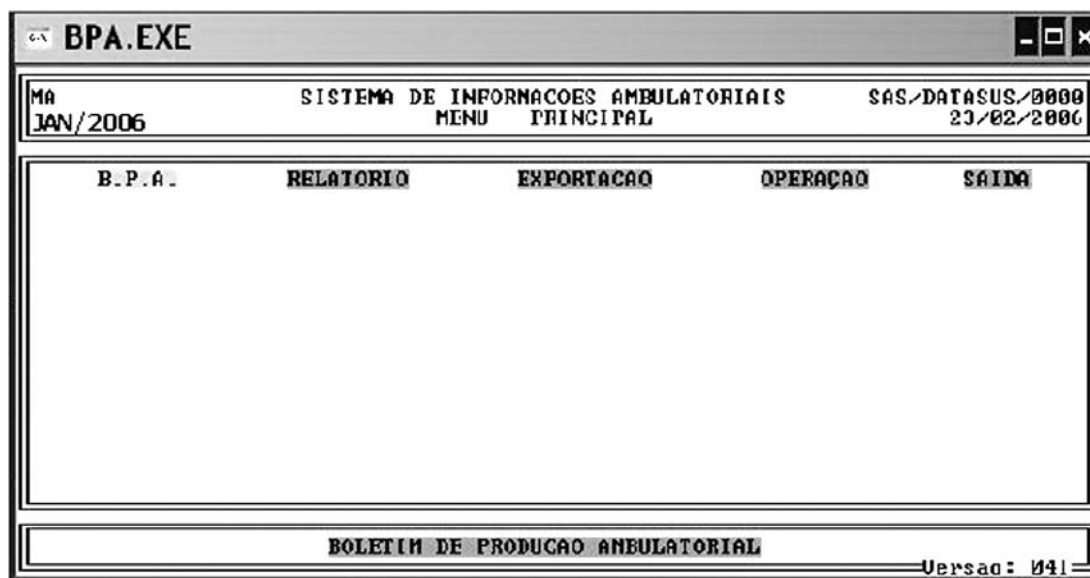 C:\ BPA.EXE
MA SISTEMA DE INFORMACOES AMBULATORIAIS SAS/DATASUS/0000
JAN/2006 MENU PRINCIPAL 23/02/2006
B.P.A. RELATORIO EXPORTACAO OPERAÇAO SAIDA
BOLETIM DE PRODUCAO AMBULATORIAL
Versao: 041